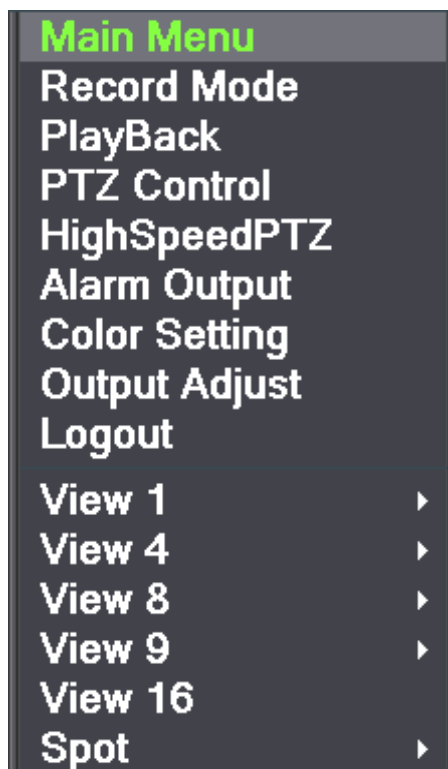 Main Menu
Record Mode
PlayBack
PTZ Control
HighSpeedPTZ
Alarm Output
Color Setting
Output Adjust
Logout
View 1
View 4
View 8
View 9
View 16
Spot